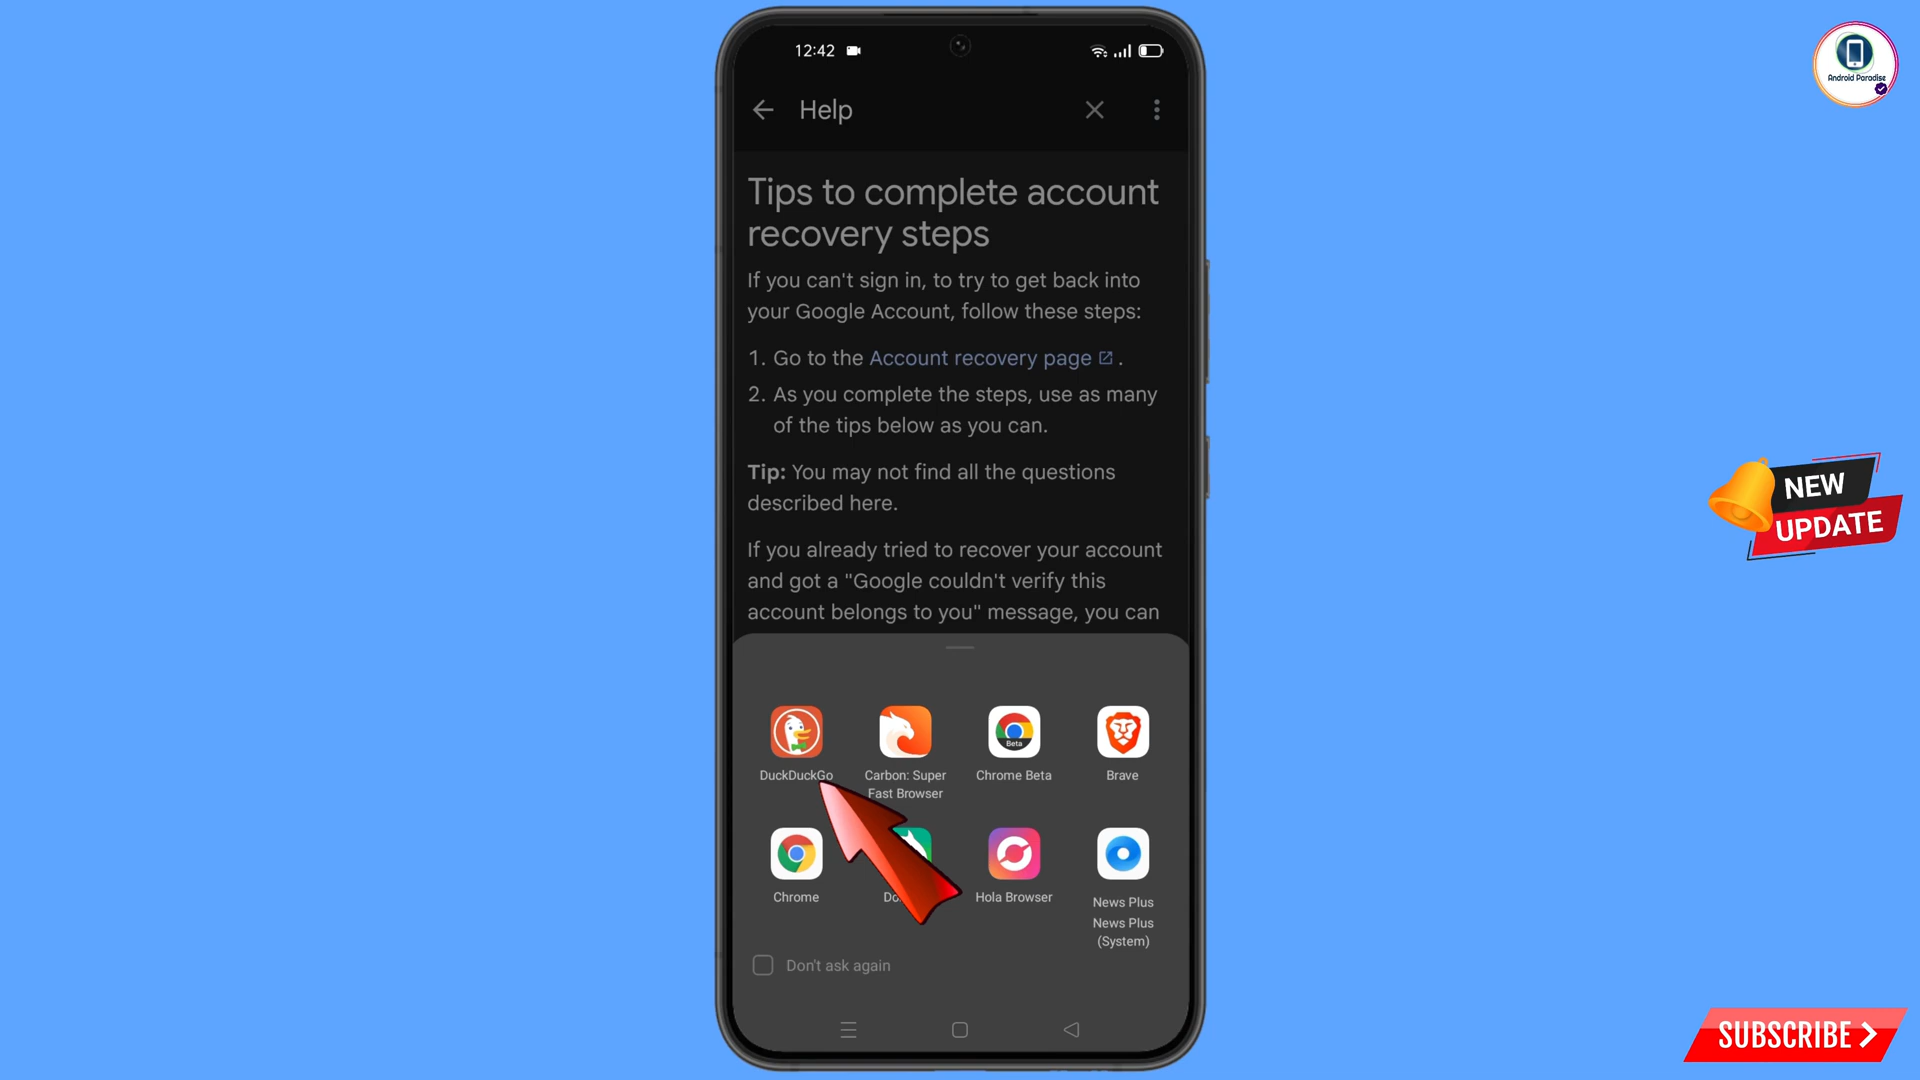 12:42
Help
Tips to complete account
recovery steps
If you can't sign in, to try to get back into
your Google Account, follow these steps:
1. Go to the Account recovery page .
2. As you complete the steps, use as many
of the tips below as you can.
Tip: You may not find all the questions
described here.
If you already tried to recover your account
and got a "Google couldn't verify this
account belongs to you" message, you can
DuckDuckGo
Carbon: Super
Fast Browser
Chrome Beta
Beta
Brave
Chrome
Hola Browser
News Plus
News Plus
(System)
Don't ask again
Android Paradise
NEW
UPDATE
SUBSCRIBE